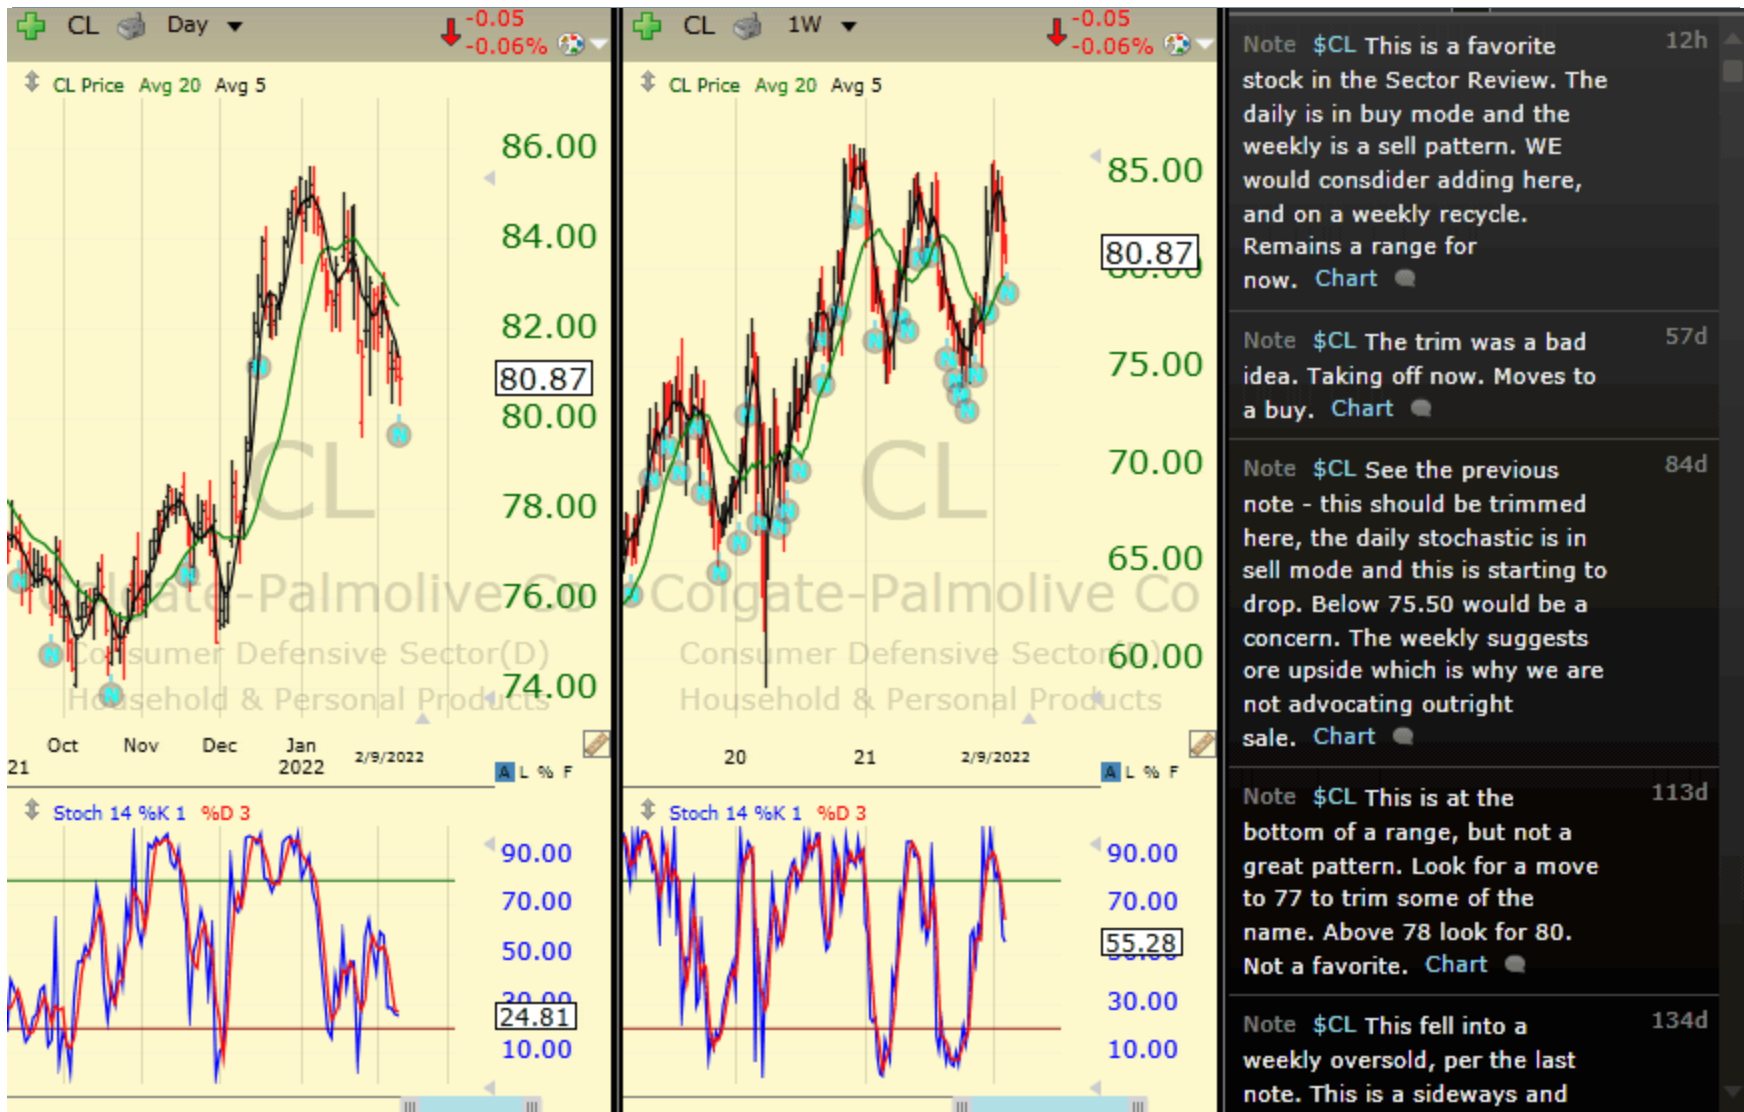 CL Day -0.05
-0.06%
CL Price Avg 20 Avg 5
86.00
84.00
82.00
80.87
80.00
78.00
76.00
74.00
CL
Colgate-Palmolive Co
Consumer Defensive Sector(D)
Household & Personal Products
N
N
N
N
N
N
Oct Nov Dec Jan
21 2022 2/9/2022
A L % F
Stoch 14 %K 1 %D 3
90.00
70.00
50.00
30.00
24.81
10.00
CL 1W -0.05
-0.06%
CL Price Avg 20 Avg 5
85.00
80.87
80.00
75.00
70.00
65.00
60.00
CL
Colgate-Palmolive Co
Consumer Defensive Sector(D)
Household & Personal Products
20 21 2/9/2022
A L % F
Stoch 14 %K 1 %D 3
90.00
70.00
55.28
50.00
30.00
10.00
Note $CL This is a favorite 12h
stock in the Sector Review. The
daily is in buy mode and the
weekly is a sell pattern. WE
would consdider adding here,
and on a weekly recycle.
Remains a range for
now. Chart
Note $CL The trim was a bad 57d
idea. Taking off now. Moves to
a buy. Chart
Note $CL See the previous 84d
note - this should be trimmed
here, the daily stochastic is in
sell mode and this is starting to
drop. Below 75.50 would be a
concern. The weekly suggests
ore upside which is why we are
not advocating outright
sale. Chart
Note $CL This is at the 113d
bottom of a range, but not a
great pattern. Look for a move
to 77 to trim some of the
name. Above 78 look for 80.
Not a favorite. Chart
Note $CL This fell into a 134d
weekly oversold, per the last
note. This is a sideways and